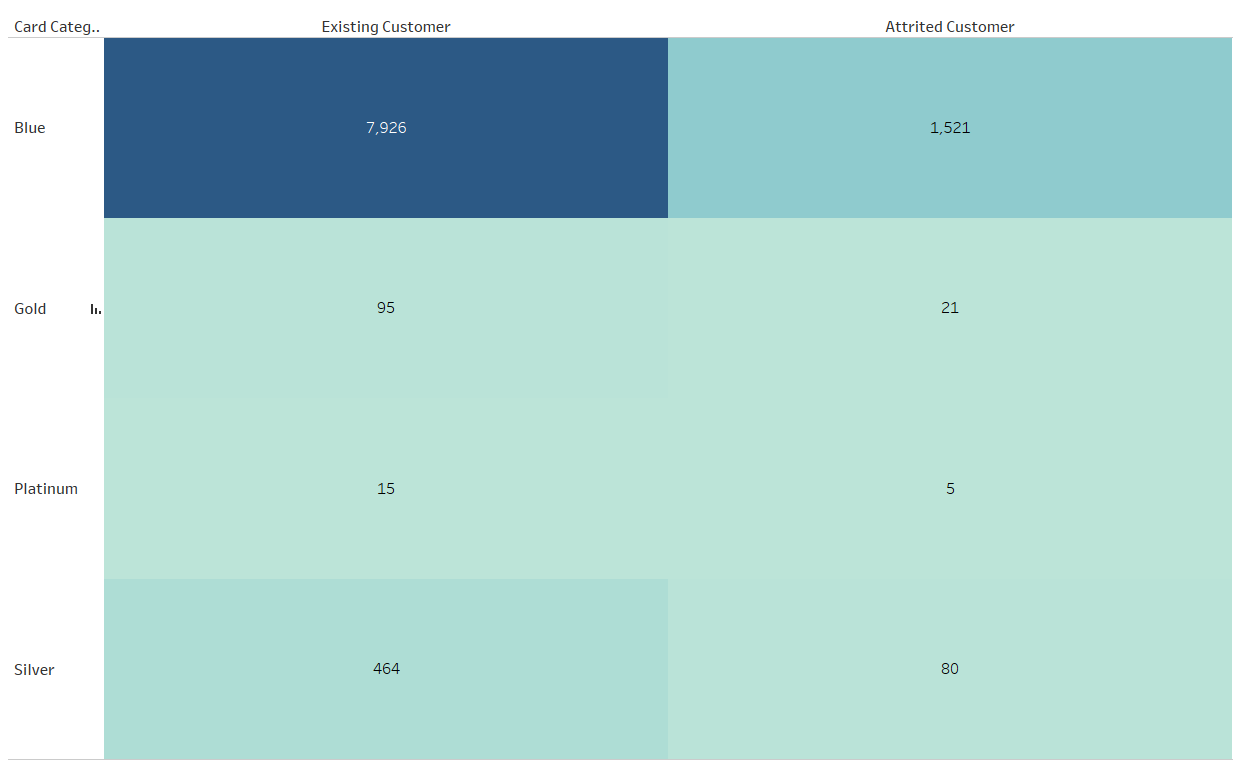 Card Categ.. Existing Customer Attrited Customer
Blue 7,926 1,521
Gold 95 21
Platinum 15 5
Silver 464 80